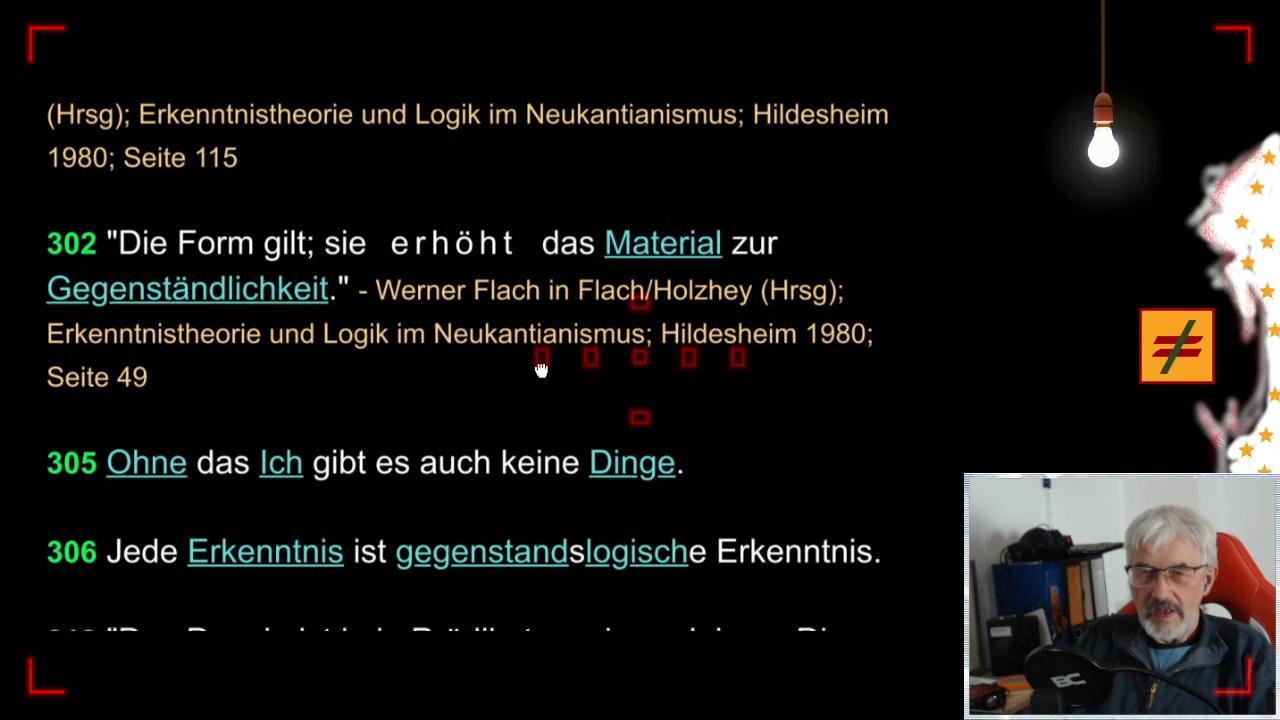 (Hrsg); Erkenntnistheorie und Logik im Neukantianismus; Hildesheim
1980; Seite 115
302 "Die Form gilt; sie erhöht das Material zur
Gegenständlichkeit." - Werner Flach in Flach/Holzhey (Hrsg);
Erkenntnistheorie und Logik im Neukantianismus; Hildesheim 1980;
Seite 49
305 Ohne das Ich gibt es auch keine Dinge.
306 Jede Erkenntnis ist gegenstandslogische Erkenntnis.
≠
BC